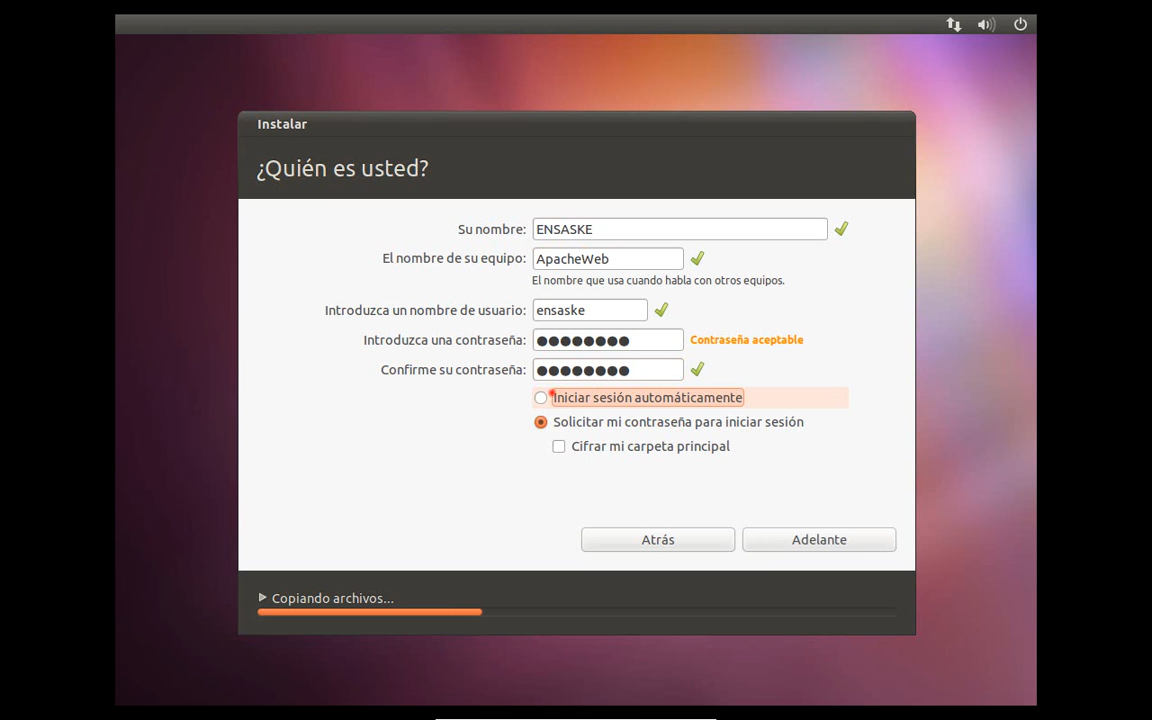 Instalar
¿Quién es usted?
Su nombre: ENSASKE
El nombre de su equipo: ApacheWeb
El nombre que usa cuando habla con otros equipos.
Introduzca un nombre de usuario: ensaske
Introduzca una contraseña: ●●●●●●●● Contraseña aceptable
Confirme su contraseña: ●●●●●●●●
Iniciar sesión automáticamente
Solicitar mi contraseña para iniciar sesión
Cifrar mi carpeta principal
Atrás Adelante
Copiando archivos...